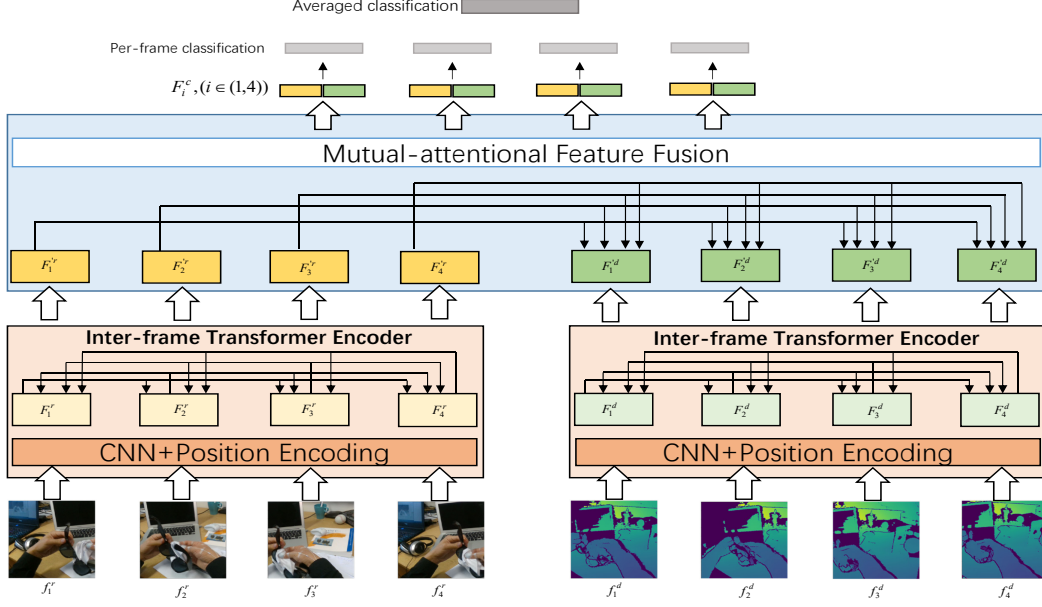 Averaged classification
Per-frame classification
F_i^c,(i ∈ (1,4))
Mutual-attentional Feature Fusion
F_1^'r F_2^'r F_3^'r F_4^'r F_1^'d F_2^'d F_3^'d F_4^'d
Inter-frame Transformer Encoder Inter-frame Transformer Encoder
F_1^r F_2^r F_3^r F_4^r F_1^d F_2^d F_3^d F_4^d
CNN+Position Encoding CNN+Position Encoding
f_1^r f_2^r f_3^r f_4^r f_1^d f_2^d f_3^d f_4^d